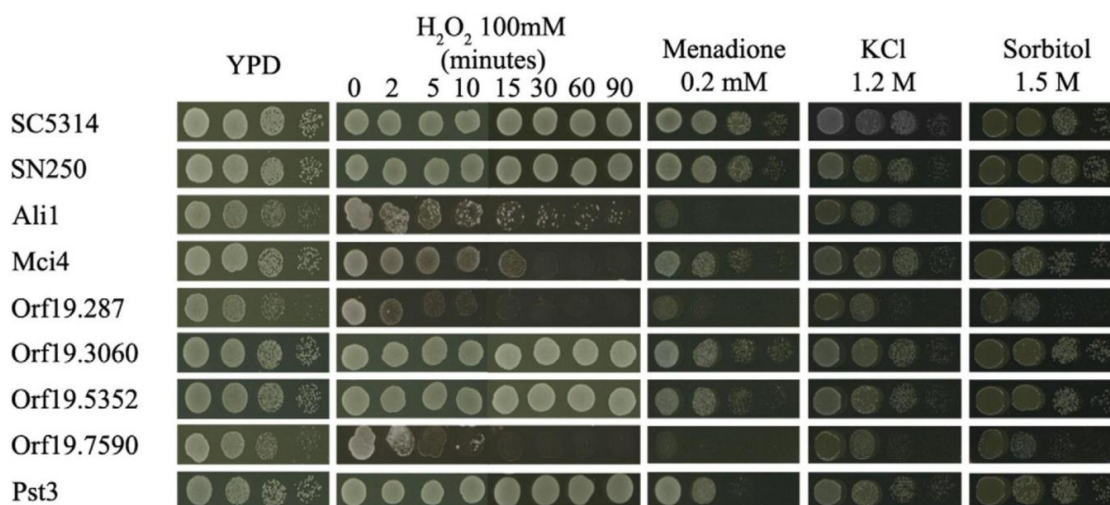 YPD
H₂O₂ 100mM
(minutes)
0 2 5 10 15 30 60 90
Menadione
0.2 mM
KCl
1.2 M
Sorbitol
1.5 M
SC5314
SN250
Ali1
Mci4
Orf19.287
Orf19.3060
Orf19.5352
Orf19.7590
Pst3